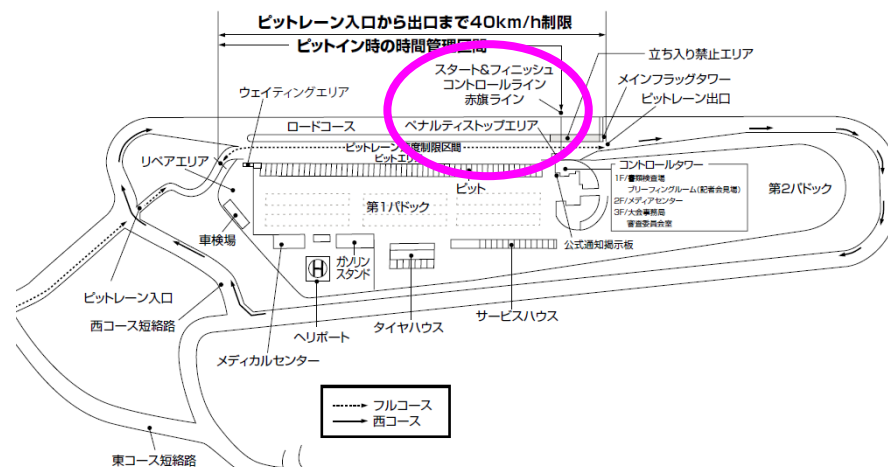 ピットレーン入口から出口まで40km/h制限
ピットイン時の時間管理区間
立ち入り禁止エリア
スタート&フィニッシュ
コントロールライン
赤旗ライン
メインフラッグタワー
ウェイティングエリア
ピットレーン出口
ロードコース
ペナルティストップエリア
ピットレーン速度制限区間
ピットエリア
リペアエリア
コントロールタワー
1F/書類検査場
ブリーフィングルーム(記者会見場)
2F/メディアセンター
3F/大会事務局
審査委員会室
ピット
第2パドック
第1パドック
車検場
公式通知掲示板
ガソリン
スタンド
H
ピットレーン入口
西コース短絡路
ヘリポート
タイヤハウス
サービスハウス
メディカルセンター
フルコース
西コース
東コース短絡路